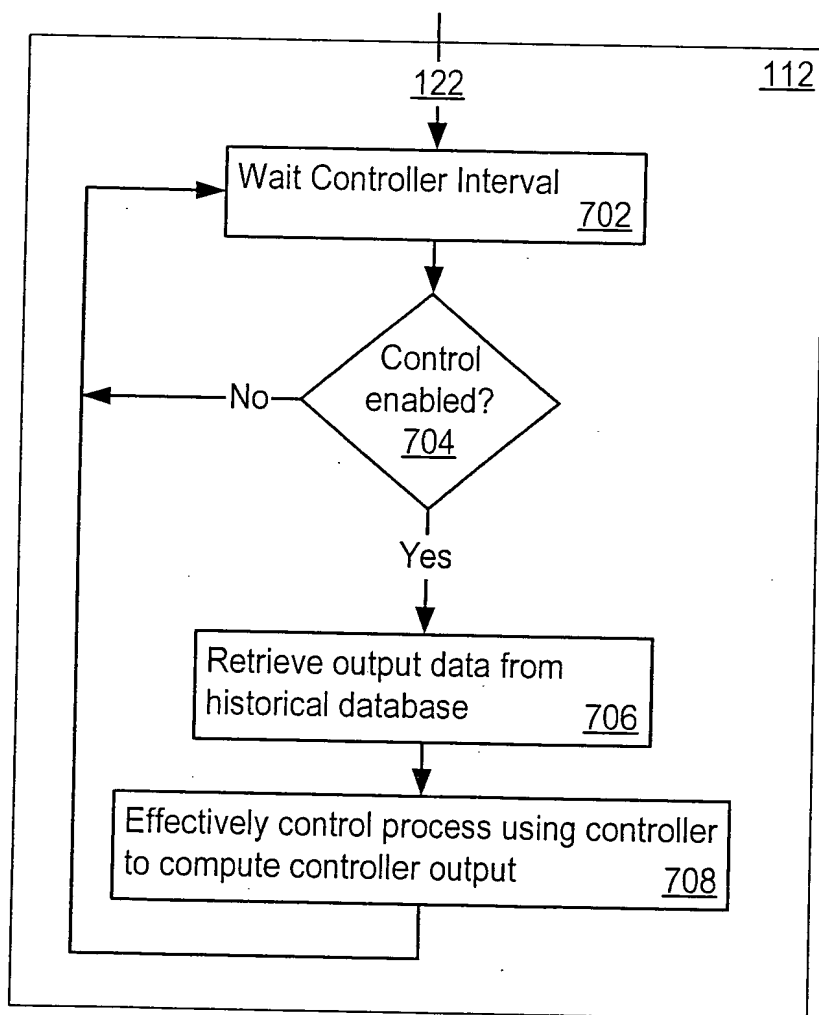 112
122
Wait Controller Interval
702
Control
enabled?
704
No
Yes
Retrieve output data from
historical database
706
Effectively control process using controller
to compute controller output
708